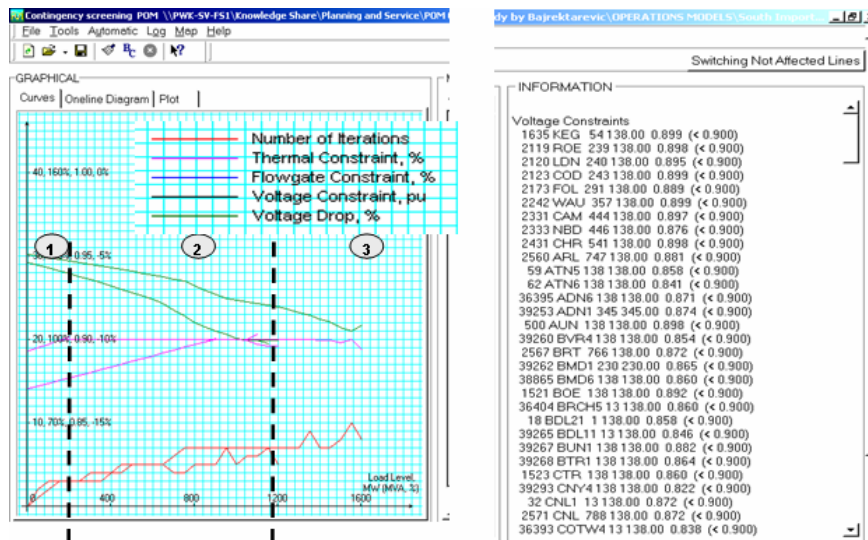 Contingency screening POM \\PWK-SV-FS1\Knowledge Share\Planning and Service\POM
File Tools Automatic Log Map Help
GRAPHICAL
Curves Oneline Diagram Plot
Number of Iterations
Thermal Constraint, %
Flowgate Constraint, %
Voltage Constraint, pu
Voltage Drop, %
40, 160%, 1.00, 0%
1 2 3
0.95, -5%
20, 100%, 0.90, -10%
10, 70%, 0.85, -15%
Load Level,
MW (MVA, %)
0 400 800 1200 1600
dy by Bajrektarevic\OPERATIONS MODELS\South Import...
Switching Not Affected Lines
INFORMATION
Voltage Constraints
1635 KEG 54 138.00 0.899 (< 0.900)
2119 ROE 239 138.00 0.898 (< 0.900)
2120 LDN 240 138.00 0.895 (< 0.900)
2123 COD 243 138.00 0.899 (< 0.900)
2173 FOL 291 138.00 0.889 (< 0.900)
2242 WAU 357 138.00 0.899 (< 0.900)
2331 CAM 444 138.00 0.897 (< 0.900)
2333 NBD 446 138.00 0.876 (< 0.900)
2431 CHR 541 138.00 0.898 (< 0.900)
2560 ARL 747 138.00 0.881 (< 0.900)
59 ATN5 138 138.00 0.858 (< 0.900)
62 ATN6 138 138.00 0.841 (< 0.900)
36395 ADN6 138 138.00 0.871 (< 0.900)
39253 ADN1 345 345.00 0.874 (< 0.900)
500 AUN 138 138.00 0.898 (< 0.900)
39260 BVR4 138 138.00 0.854 (< 0.900)
2567 BRT 766 138.00 0.872 (< 0.900)
39262 BMD1 230 230.00 0.865 (< 0.900)
38865 BMD6 138 138.00 0.860 (< 0.900)
1521 BOE 138 138.00 0.892 (< 0.900)
36404 BRCH5 13 138.00 0.860 (< 0.900)
18 BDL21 1 138.00 0.858 (< 0.900)
39265 BDL11 13 138.00 0.846 (< 0.900)
39267 BUN1 138 138.00 0.882 (< 0.900)
39268 BTR1 138 138.00 0.864 (< 0.900)
1523 CTR 138 138.00 0.860 (< 0.900)
39293 CNY4 138 138.00 0.822 (< 0.900)
32 CNL1 13 138.00 0.872 (< 0.900)
2571 CNL 788 138.00 0.872 (< 0.900)
36393 COTW4 13 138.00 0.838 (< 0.900)